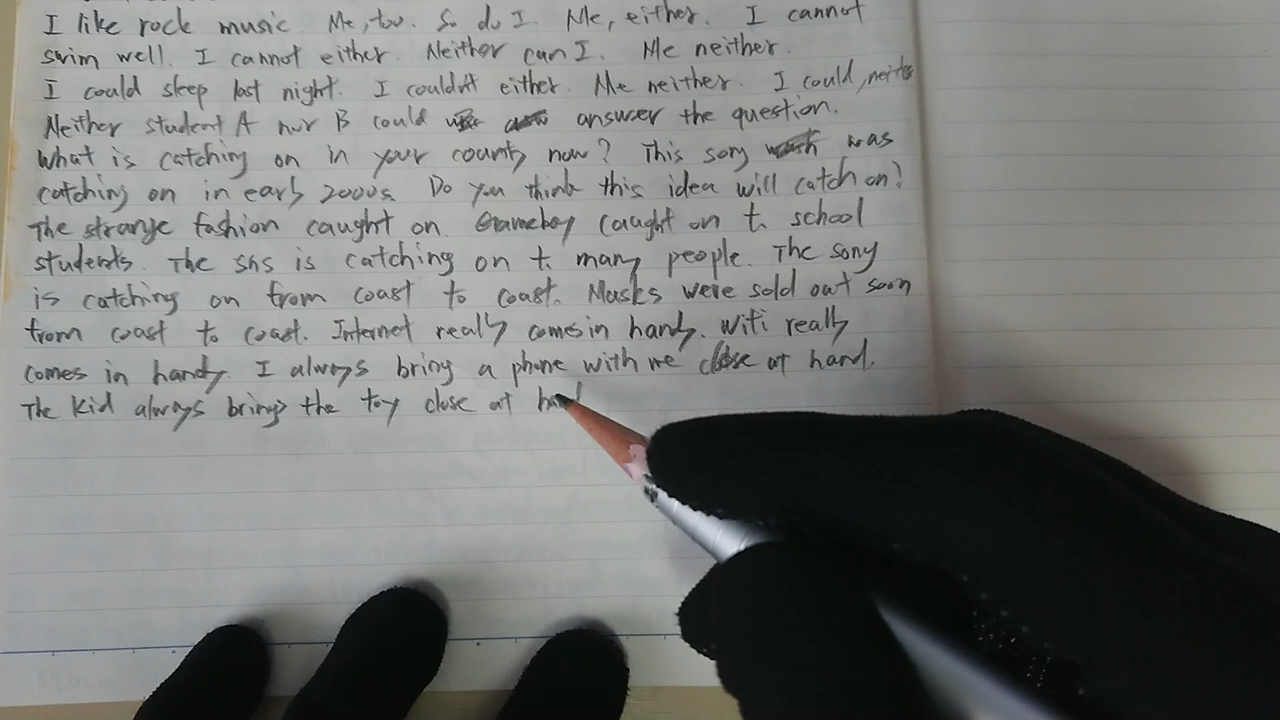 I like rock music. Me, too. So do I. Me, either. I cannot
swim well. I cannot either. Neither can I. Me neither.
I could sleep last night. I couldn't either. Me neither. I could, neither
Neither student A nor B could answer the question.
What is catching on in your country now? This song was
catching on in early 2000s. Do you think this idea will catch on?
The strange fashion caught on. Gameboy caught on to school
students. The sns is catching on to many people. The song
is catching on from coast to coast. Masks were sold out soon
from coast to coast. Internet really comes in handy. Wifi really
comes in handy. I always bring a phone with me close at hand.
The kid always brings the toy close at hand